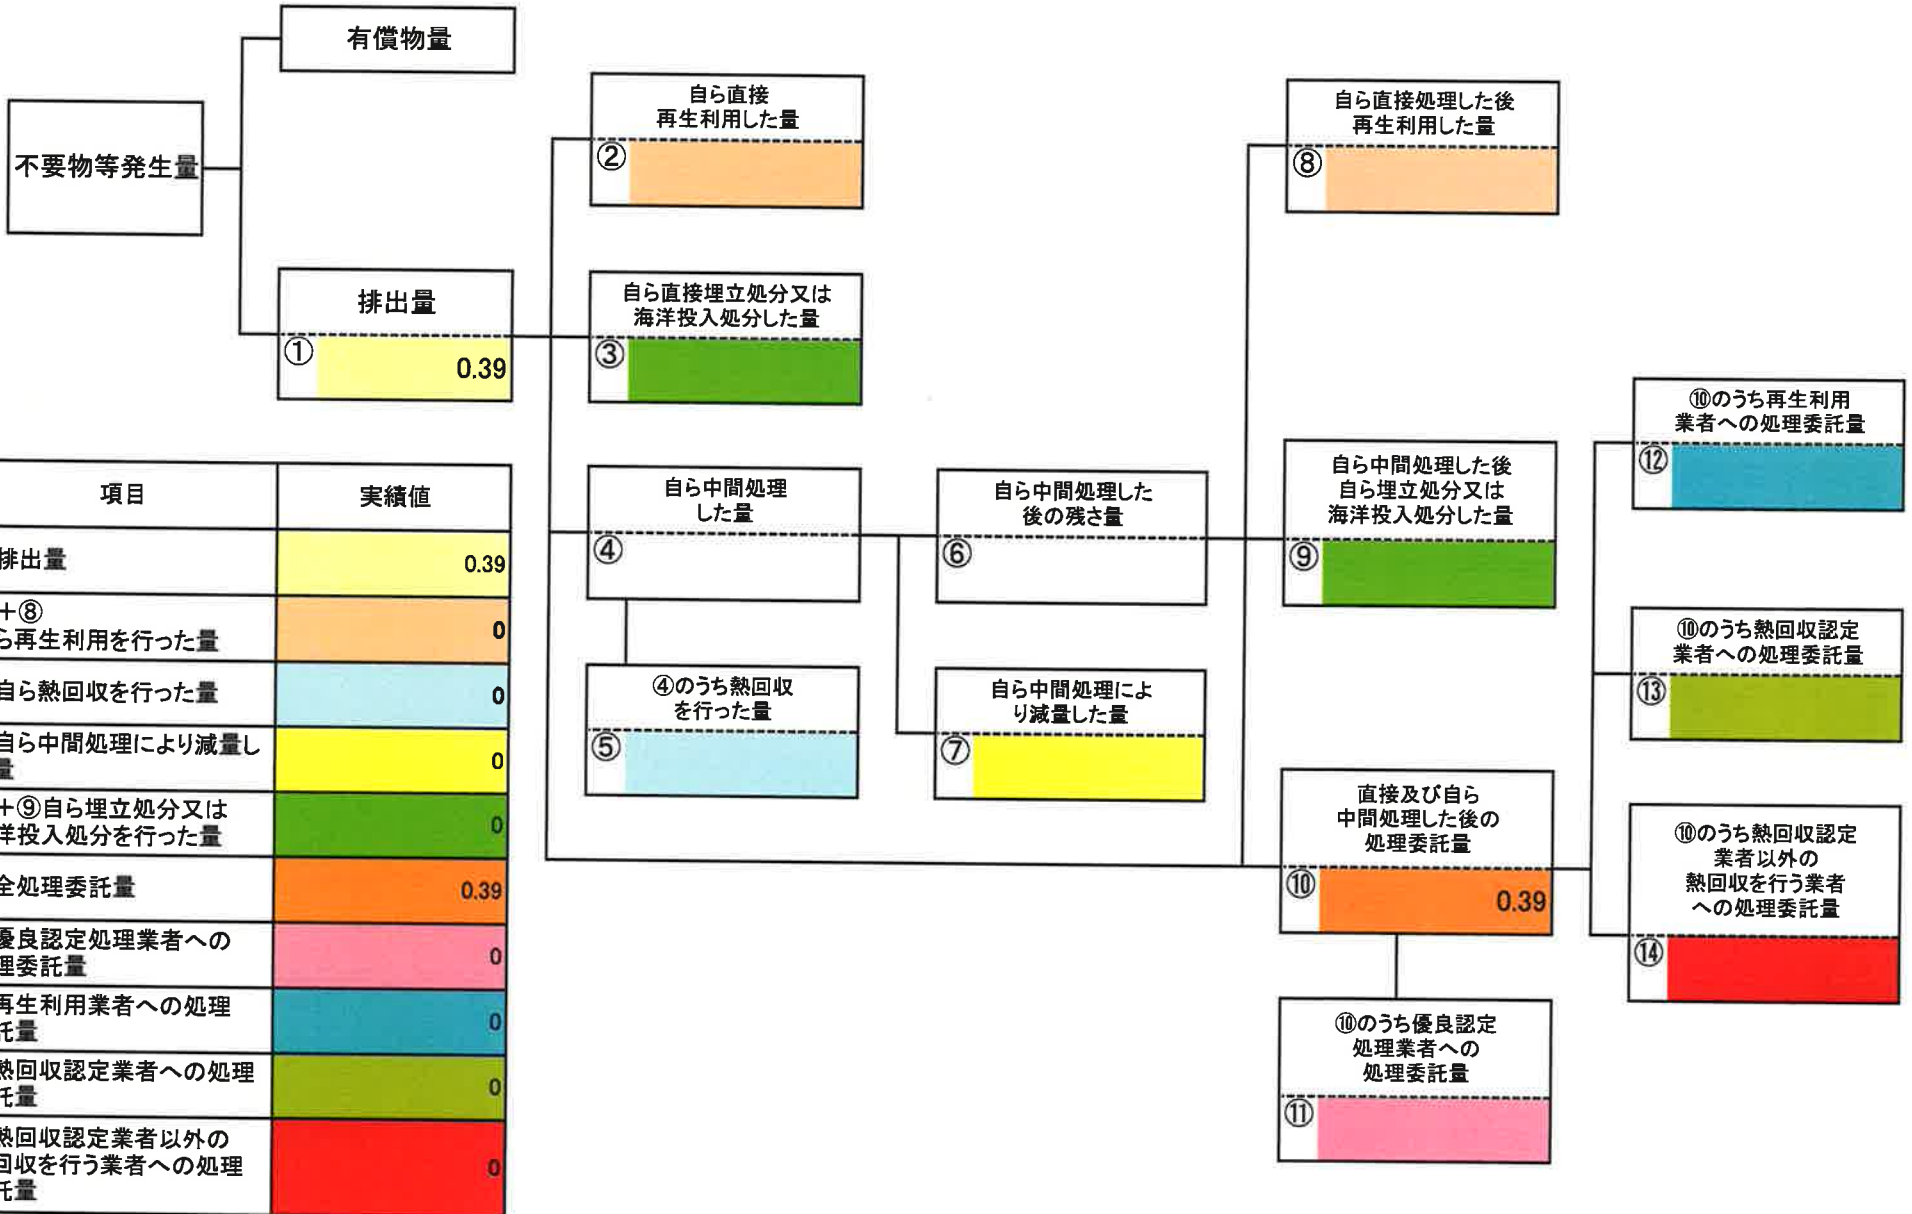 有償物量
不要物等発生量
排出量
①
0.39
自ら直接
再生利用した量
②
自ら直接埋立処分又は
海洋投入処分した量
③
自ら中間処理
した量
④
④のうち熱回収
を行った量
⑤
自ら中間処理した
後の残さ量
⑥
自ら中間処理によ
り減量した量
⑦
自ら直接処理した後
再生利用した量
⑧
自ら中間処理した後
自ら埋立処分又は
海洋投入処分した量
⑨
直接及び自ら
中間処理した後の
処理委託量
⑩
0.39
⑩のうち優良認定
処理業者への
処理委託量
⑪
⑩のうち再生利用
業者への処理委託量
⑫
⑩のうち熱回収認定
業者への処理委託量
⑬
⑩のうち熱回収認定
業者以外の
熱回収を行う業者
への処理委託量
⑭
項目 実績値
排出量 0.39
+⑧
ら再生利用を行った量 0
自ら熱回収を行った量 0
自ら中間処理により減量し
量 0
+⑨自ら埋立処分又は
洋投入処分を行った量 0
全処理委託量 0.39
優良認定処理業者への
理委託量 0
再生利用業者への処理
託量 0
熱回収認定業者への処理
託量 0
熱回収認定業者以外の
回収を行う業者への処理
託量 0